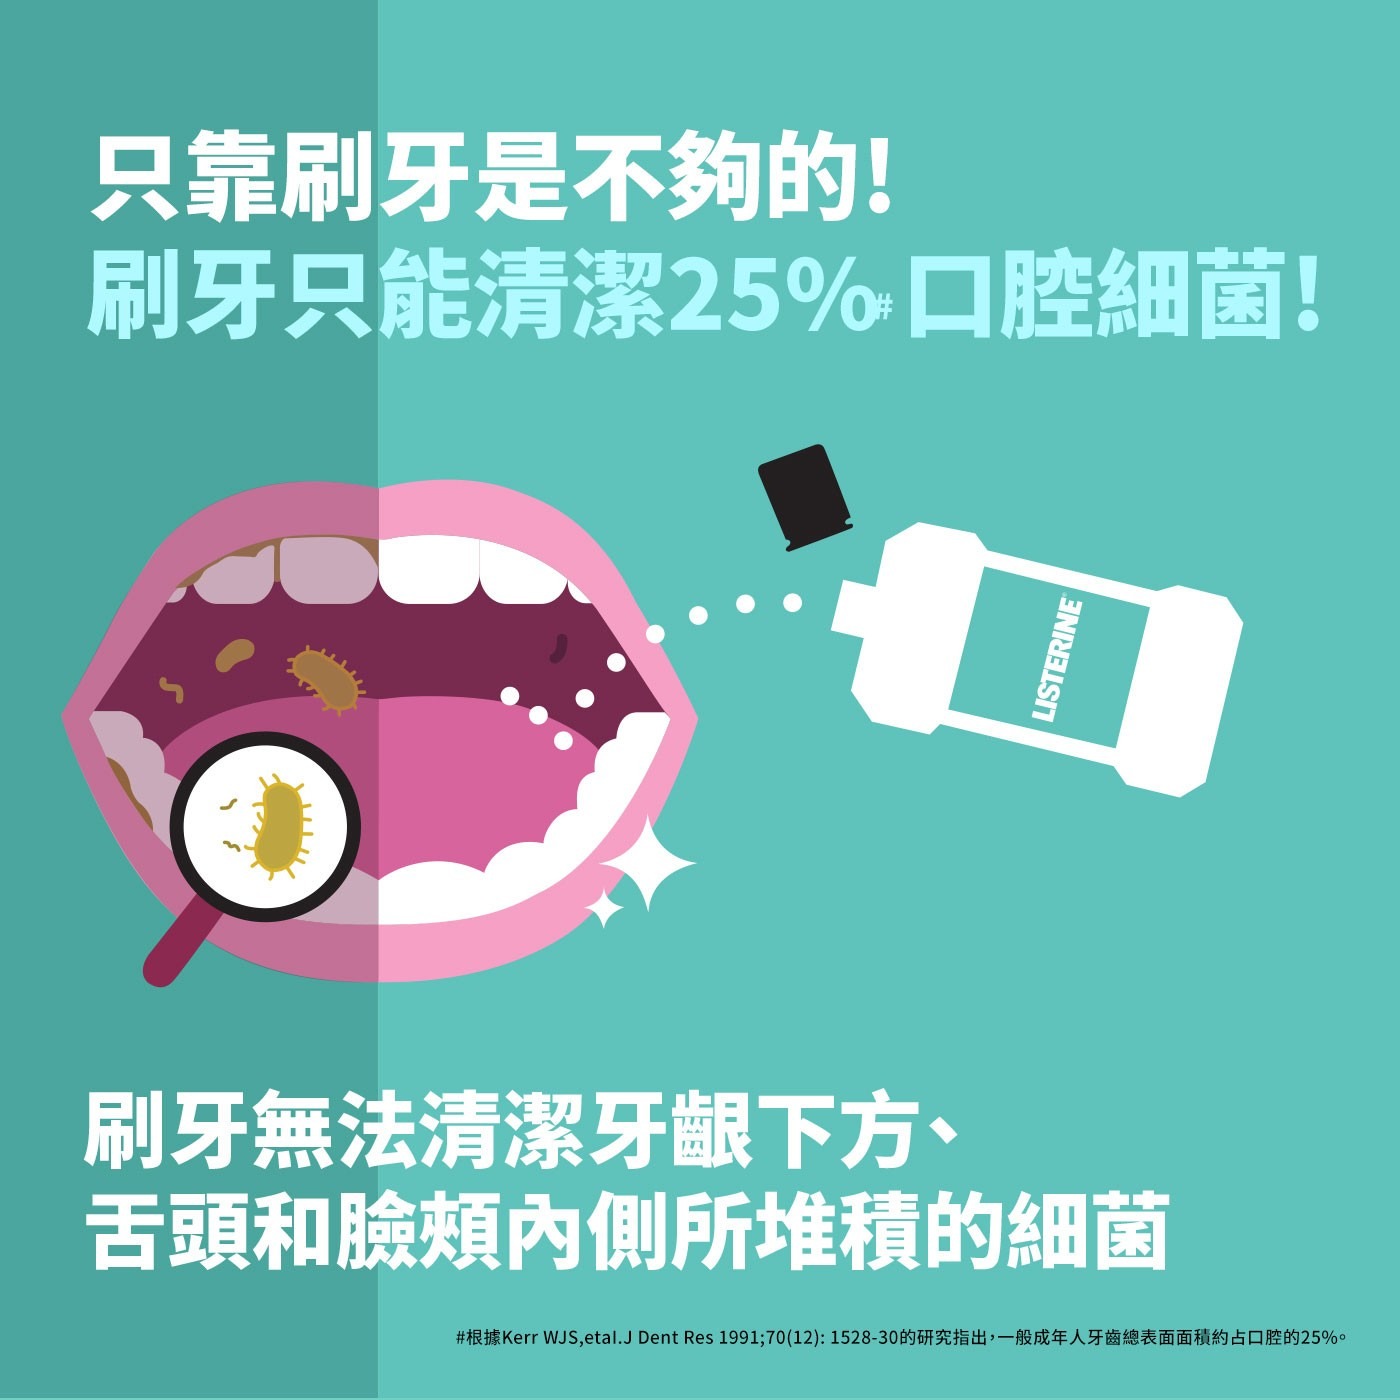 只靠刷牙是不夠的!
刷牙只能清潔25%#口腔細菌!
LISTERINE®
刷牙無法清潔牙齦下方、
舌頭和臉頰內側所堆積的細菌
#根據Kerr WJS,etal.J Dent Res 1991;70(12): 1528-30的研究指出,一般成年人牙齒總表面面積約占口腔的25%。